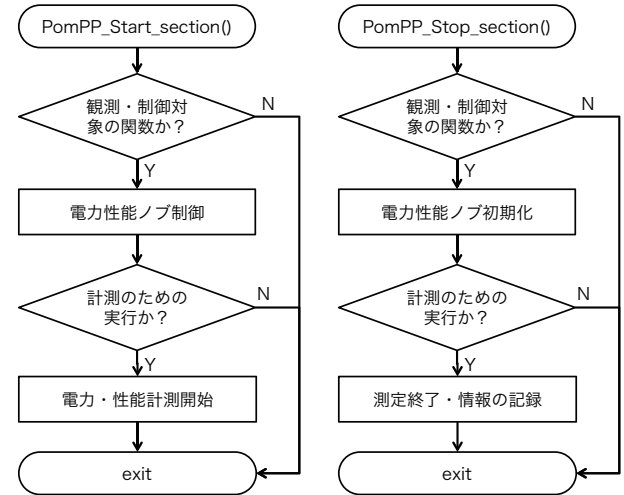 PomPP_Start_section()
観測・制御対
象の関数か？
N
Y
電力性能ノブ制御
計測のための
実行か？
N
Y
電力・性能計測開始
exit
PomPP_Stop_section()
観測・制御対
象の関数か？
N
Y
電力性能ノブ初期化
計測のための
実行か？
N
Y
測定終了・情報の記録
exit